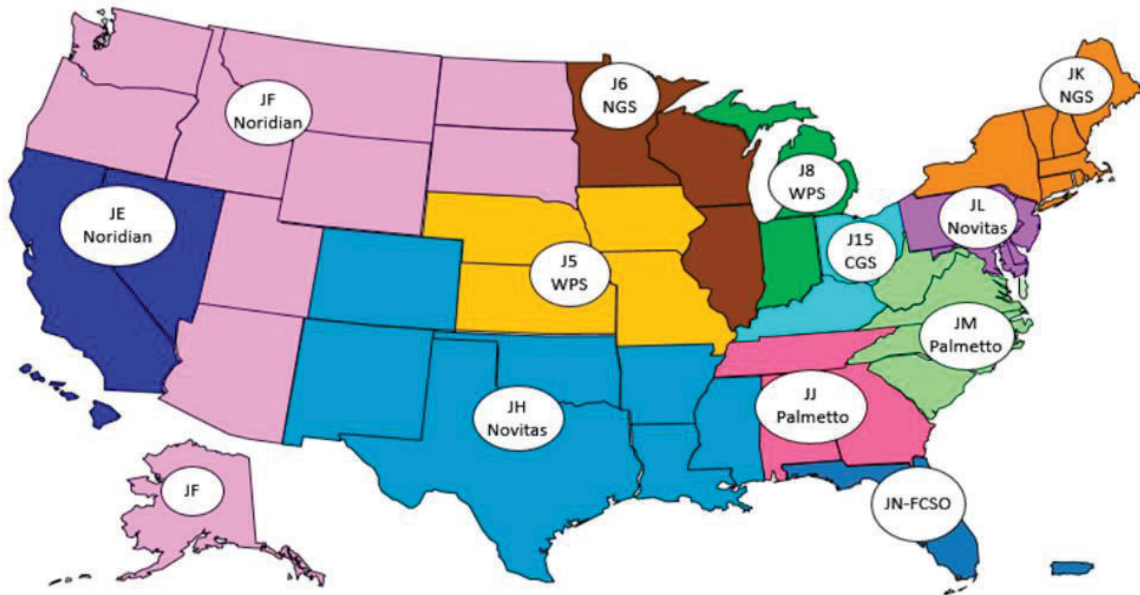 JF
Noridian
J6
NGS
JK
NGS
JE
Noridian
J8
WPS
JL
Novitas
J15
CGS
J5
WPS
JM
Palmetto
JH
Novitas
JJ
Palmetto
JF
JN-FCSO